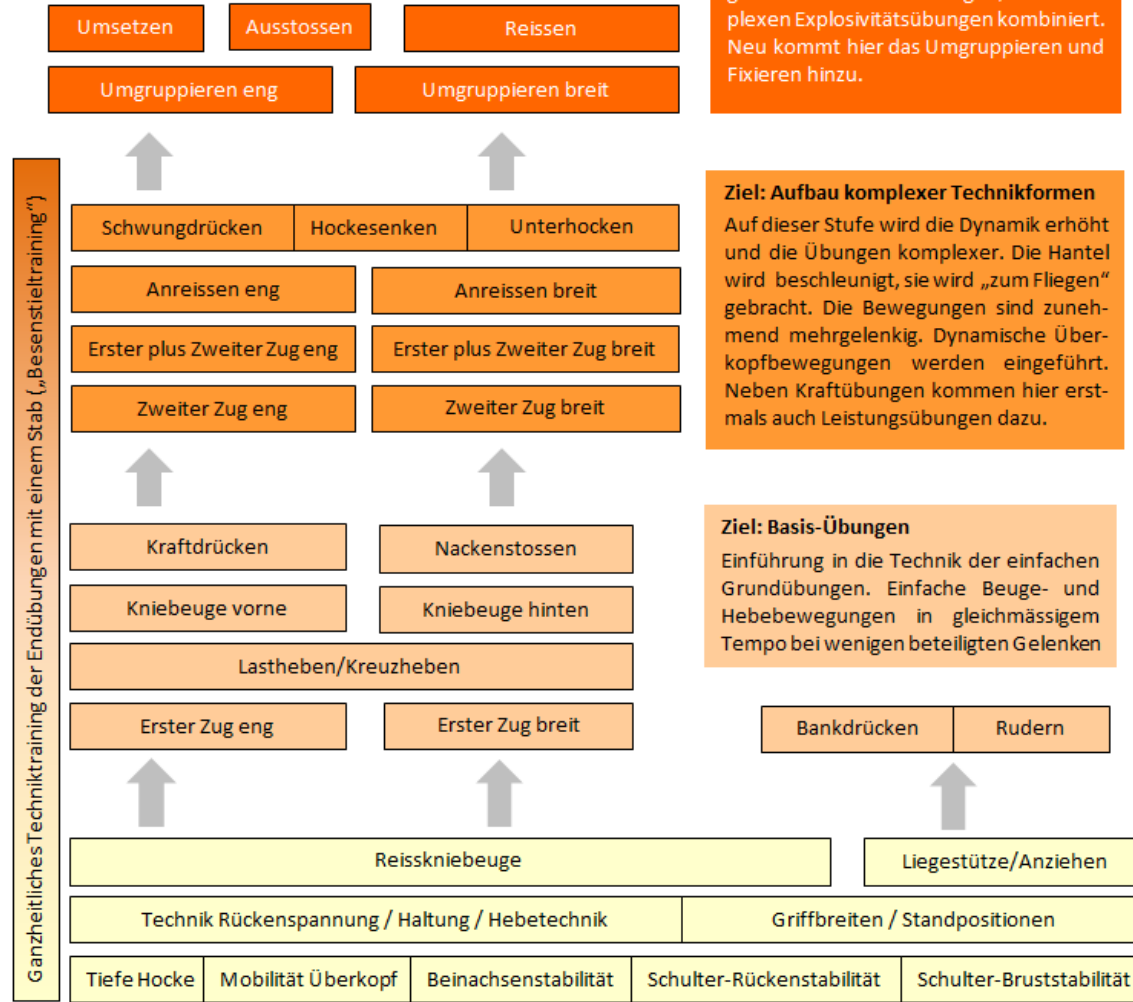 Umsetzen
Ausstossen
Reissen
plexen Explosivitätsübungen kombiniert.
Neu kommt hier das Umgruppieren und
Fixieren hinzu.
Umgruppieren eng
Umgruppieren breit
Ganzheitliches Techniktraining der Endübungen mit einem Stab („Besenstieltraining“)
Schwungdrücken
Hockesenken
Unterhocken
Anreissen eng
Anreissen breit
Erster plus Zweiter Zug eng
Erster plus Zweiter Zug breit
Zweiter Zug eng
Zweiter Zug breit
Ziel: Aufbau komplexer Technikformen
Auf dieser Stufe wird die Dynamik erhöht
und die Übungen komplexer. Die Hantel
wird beschleunigt, sie wird „zum Fliegen“
gebracht. Die Bewegungen sind zuneh-
mend mehrgelenkig. Dynamische Über-
kopfbewegungen werden eingeführt.
Neben Kraftübungen kommen hier erst-
mals auch Leistungsübungen dazu.
Kraftdrücken
Nackenstossen
Kniebeuge vorne
Kniebeuge hinten
Lastheben/Kreuzheben
Erster Zug eng
Erster Zug breit
Ziel: Basis-Übungen
Einführung in die Technik der einfachen
Grundübungen. Einfache Beuge- und
Hebebewegungen in gleichmässigem
Tempo bei wenigen beteiligten Gelenken
Bankdrücken
Rudern
Reisskniebeuge
Liegestütze/Anziehen
Technik Rückenspannung / Haltung / Hebetechnik
Griffbreiten / Standpositionen
Tiefe Hocke
Mobilität Überkopf
Beinachsenstabilität
Schulter-Rückenstabilität
Schulter-Bruststabilität